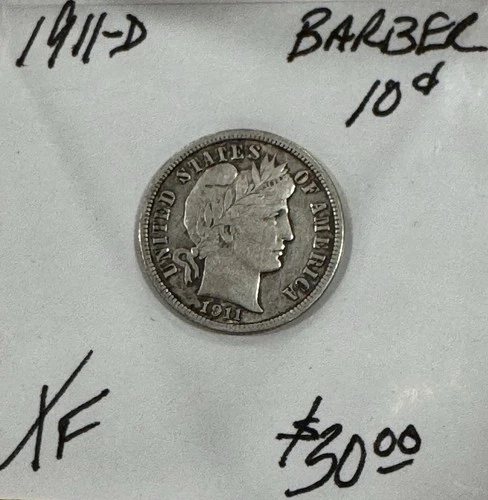 1911-D
BARBER
10¢
UNITED STATES OF AMERICA
1911
XF
$30.00